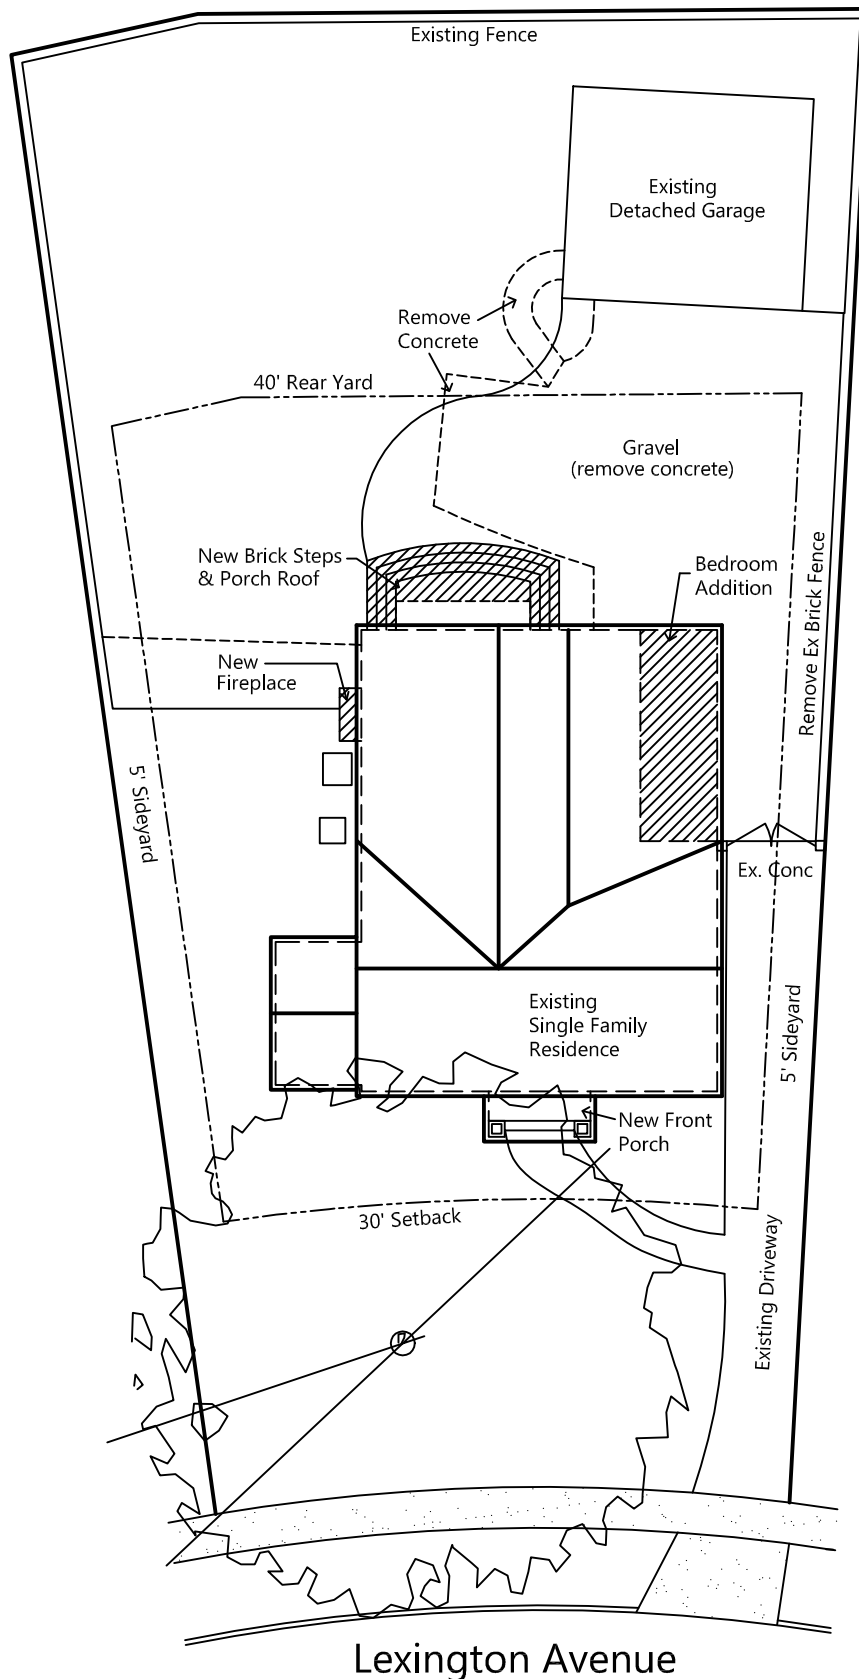 Existing Fence
Existing
Detached Garage
Remove
Concrete
40' Rear Yard
Gravel
(remove concrete)
New Brick Steps
& Porch Roof
Bedroom
Addition
Remove Ex Brick Fence
New
Fireplace
5' Sideyard
Ex. Conc
Existing
Single Family
Residence
5' Sideyard
New Front
Porch
30' Setback
Existing Driveway
Lexington Avenue